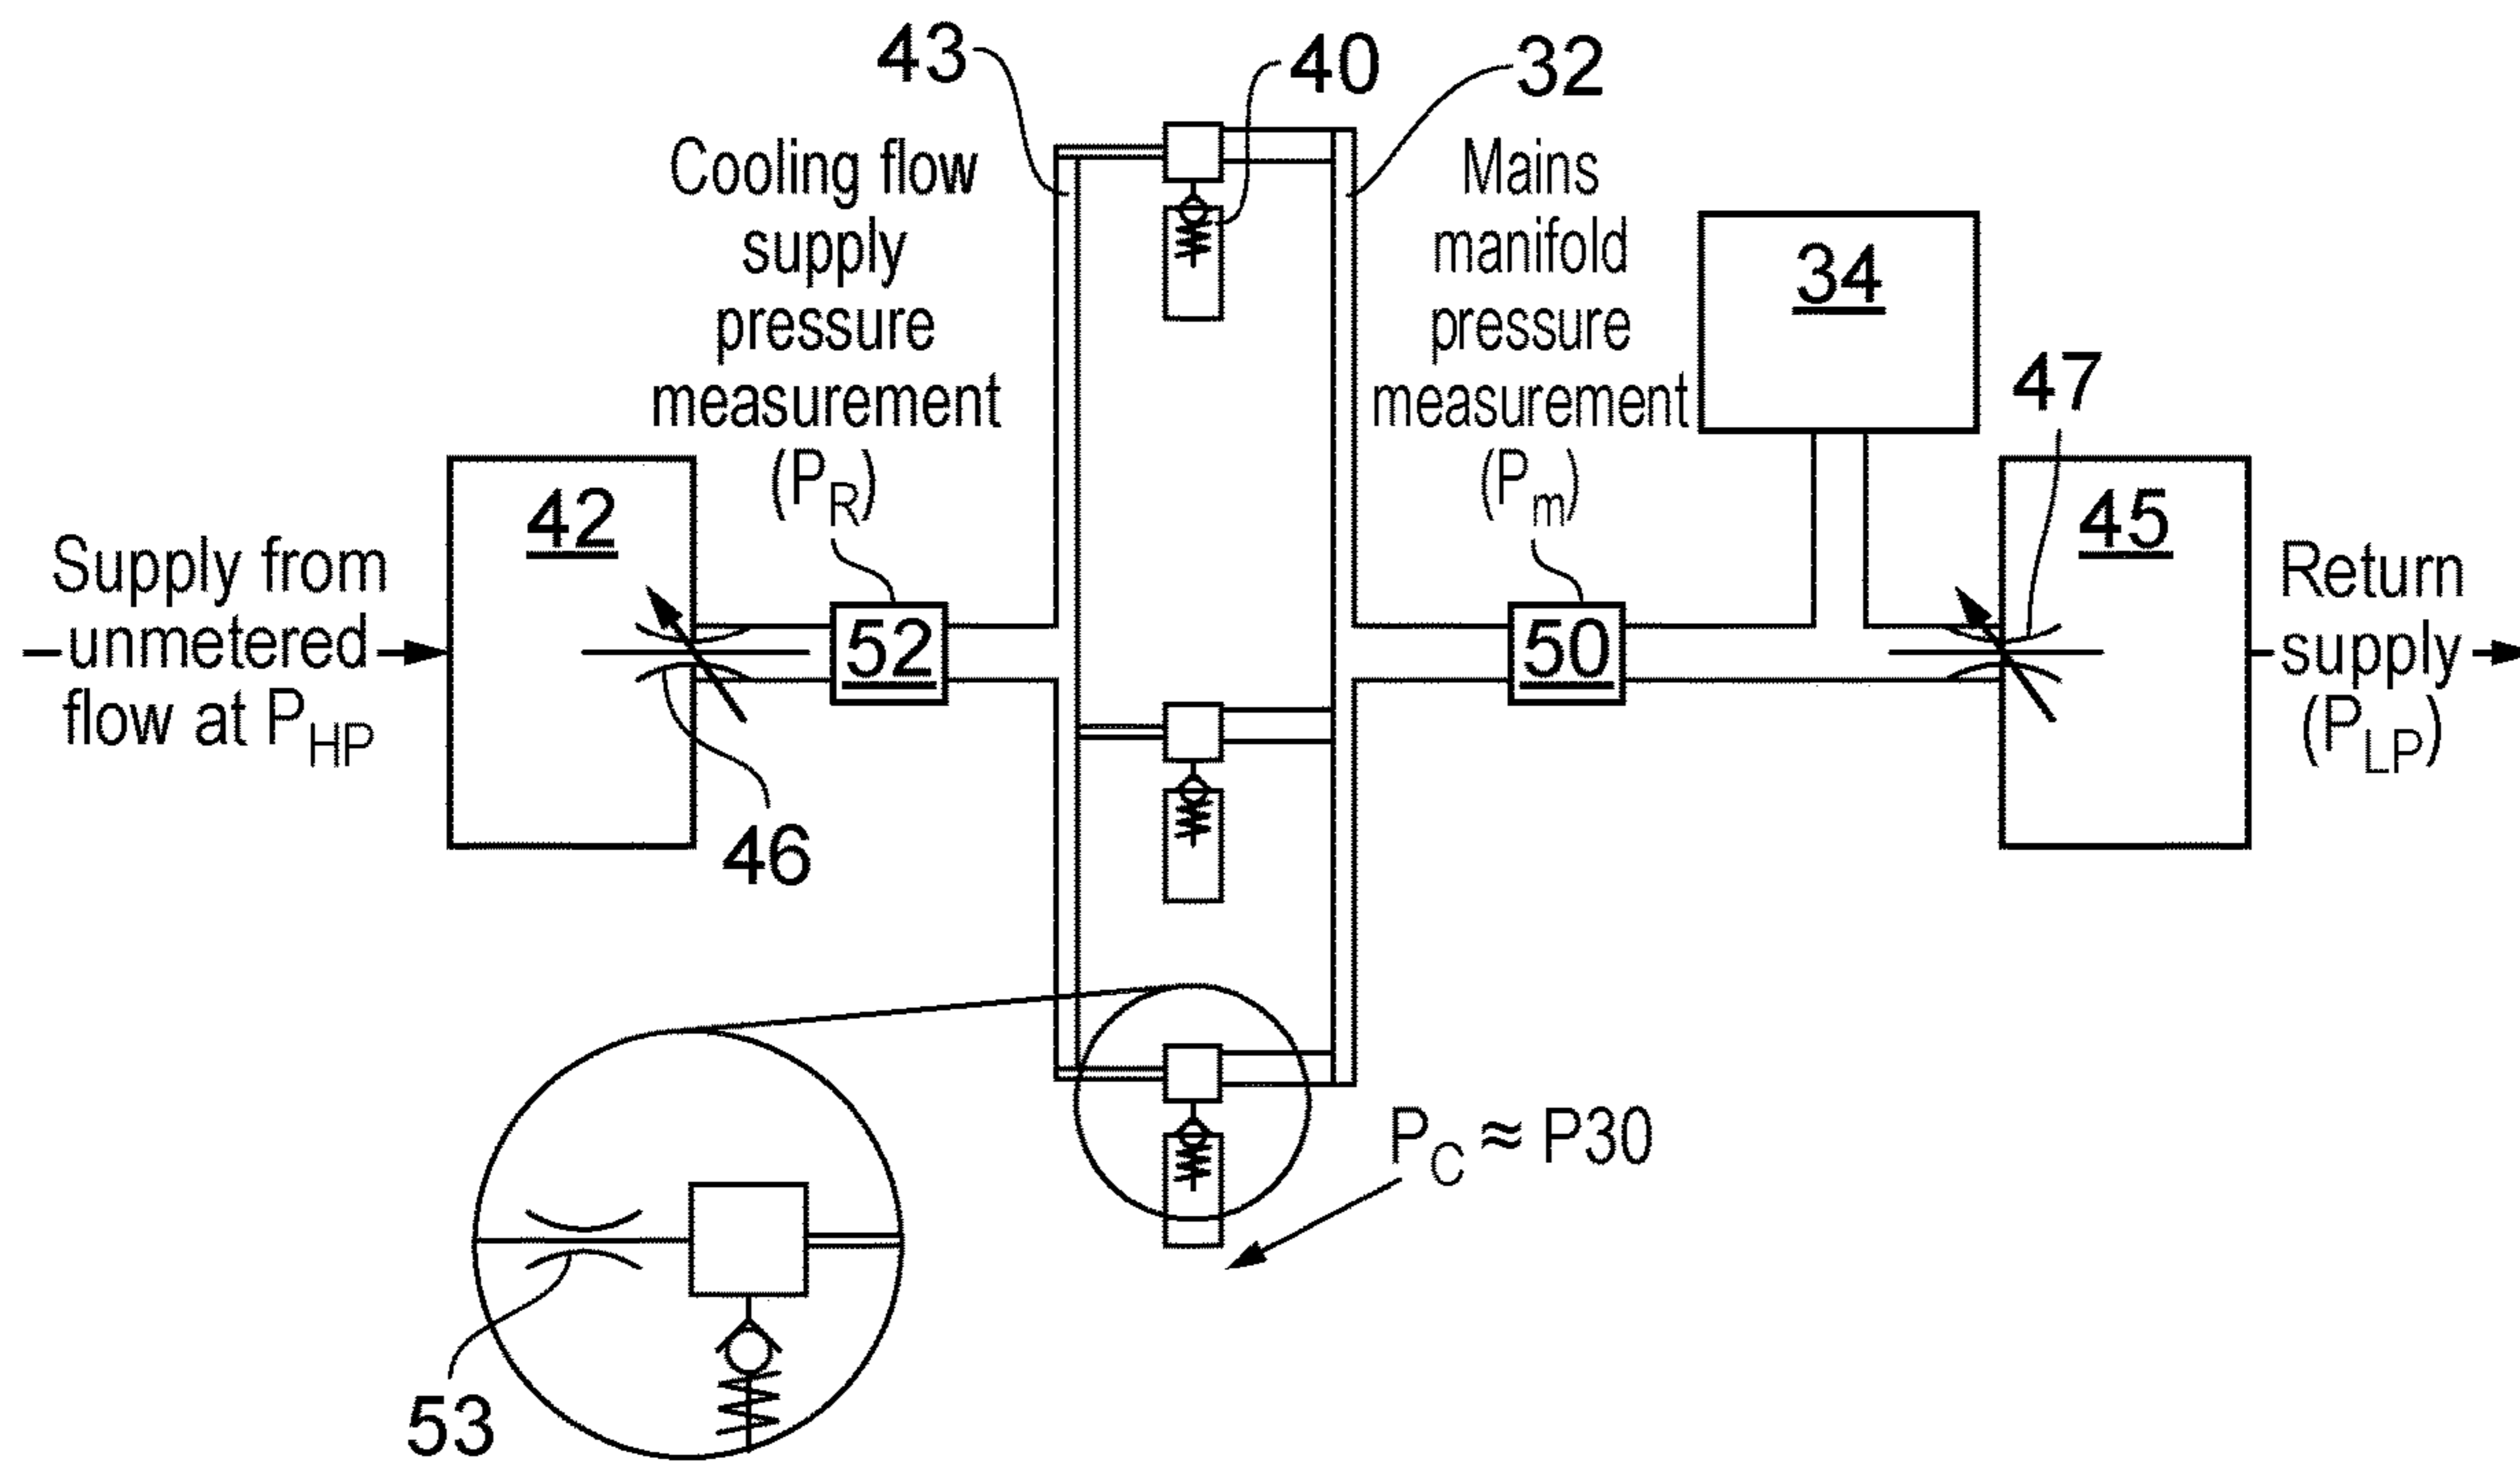 43
40
32
Cooling flow
supply
pressure
measurement
(P_R)
Mains
manifold
pressure
measurement
(P_m)
34
47
42
45
Supply from
unmetered
flow at P_HP
52
50
Return
supply
(P_LP)
46
P_C ≈ P30
53